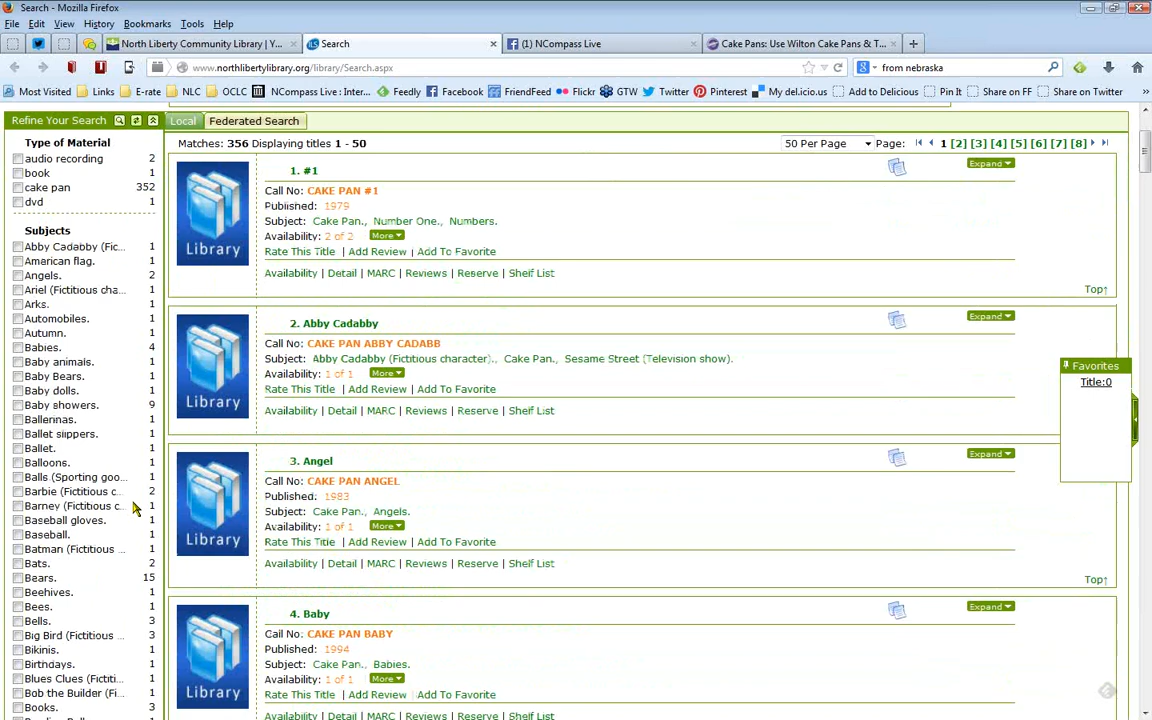 Search - Mozilla Firefox
File Edit View History Bookmarks Tools Help
North Liberty Community Library | Y... × Search × (1) NCompass Live × Cake Pans: Use Wilton Cake Pans & T... × +
www.northlibertylibrary.org/library/Search.aspx from nebraska
Most Visited Links E-rate NLC OCLC NCompass Live: Inter... Feedly Facebook FriendFeed Flickr GTW Twitter Pinterest My del.icio.us Add to Delicious Pin It Share on FF Share on Twitter »
Refine Your Search Local Federated Search
Type of Material
audio recording 2
book 1
cake pan 352
dvd 1
Subjects
Abby Cadabby (Fic... 1
American flag. 1
Angels. 2
Ariel (Fictitious cha... 1
Arks. 1
Automobiles. 1
Autumn. 1
Babies. 4
Baby animals. 1
Baby Bears. 1
Baby dolls. 1
Baby showers. 9
Ballerinas. 1
Ballet slippers. 1
Ballet. 1
Balloons. 1
Balls (Sporting goo... 1
Barbie (Fictitious c... 2
Barney (Fictitious c... 1
Baseball gloves. 1
Baseball. 1
Batman (Fictitious ... 1
Bats. 2
Bears. 15
Beehives. 1
Bees. 1
Bells. 3
Big Bird (Fictitious ... 3
Bikinis. 1
Birthdays. 1
Blues Clues (Fictiti... 1
Bob the Builder (Fi... 1
Books. 3
Matches: 356 Displaying titles 1 - 50 50 Per Page Page: 1 [2] [3] [4] [5] [6] [7] [8]
Library
1. #1 Expand
Call No: CAKE PAN #1
Published: 1979
Subject: Cake Pan., Number One., Numbers.
Availability: 2 of 2 More
Rate This Title | Add Review | Add To Favorite
Availability | Detail | MARC | Reviews | Reserve | Shelf List
Top↑
Library
2. Abby Cadabby Expand
Call No: CAKE PAN ABBY CADABB
Subject: Abby Cadabby (Fictitious character)., Cake Pan., Sesame Street (Television show).
Availability: 1 of 1 More
Rate This Title | Add Review | Add To Favorite
Availability | Detail | MARC | Reviews | Reserve | Shelf List
Favorites
Title:0
Library
3. Angel Expand
Call No: CAKE PAN ANGEL
Published: 1983
Subject: Cake Pan., Angels.
Availability: 1 of 1 More
Rate This Title | Add Review | Add To Favorite
Availability | Detail | MARC | Reviews | Reserve | Shelf List
Top↑
Library
4. Baby Expand
Call No: CAKE PAN BABY
Published: 1994
Subject: Cake Pan., Babies.
Availability: 1 of 1 More
Rate This Title | Add Review | Add To Favorite
Availability | Detail | MARC | Reviews | Reserve | Shelf List